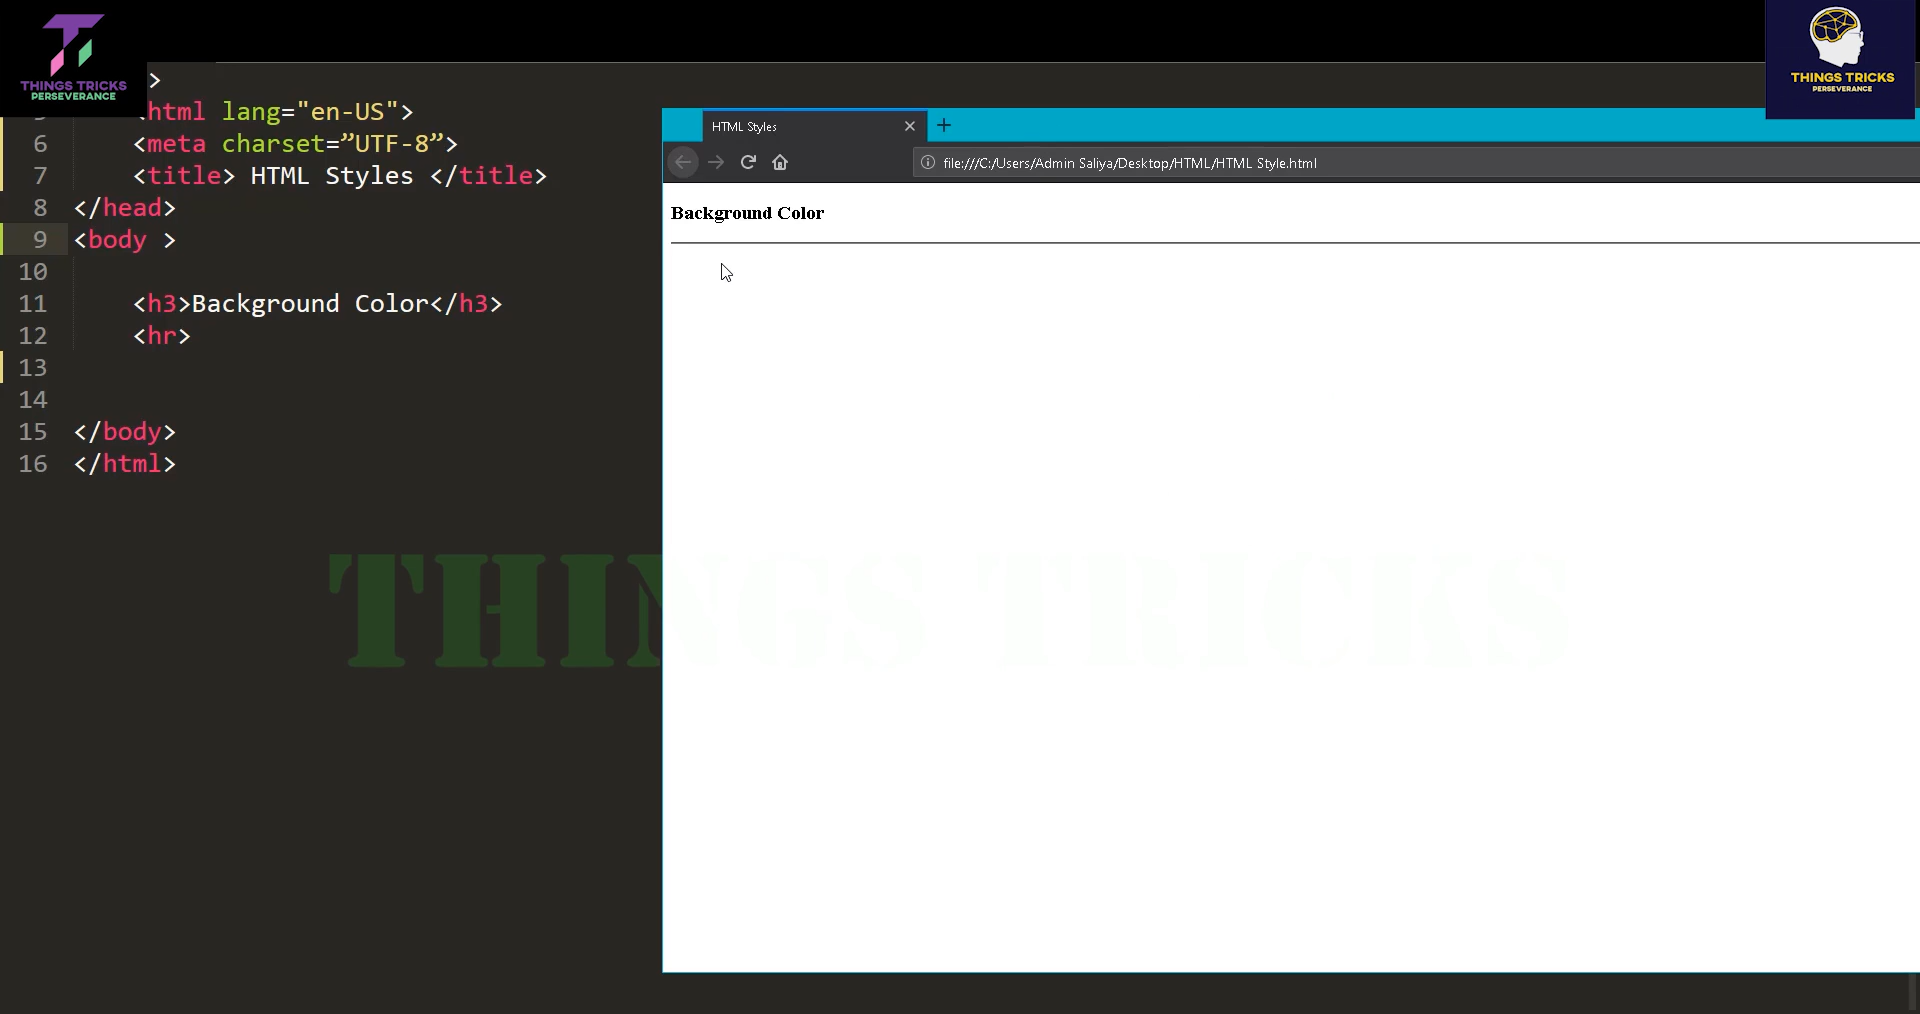 THINGS TRICKS
PERSEVERANCE
THINGS TRICKS
PERSEVERANCE
>
html lang="en-US">
6 <meta charset=”UTF-8”>
7 <title> HTML Styles </title>
8 </head>
9 <body >
10
11 <h3>Background Color</h3>
12 <hr>
13
14
15 </body>
16 </html>
HTML Styles
file:///C:/Users/Admin Saliya/Desktop/HTML/HTML Style.html
Background Color
THINGS TRICKS